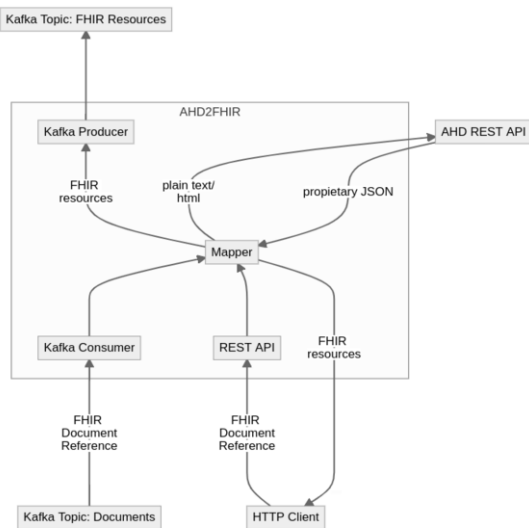 Kafka Topic: FHIR Resources
AHD2FHIR
Kafka Producer
AHD REST API
FHIR
resources
plain text/
html
propietary JSON
Mapper
Kafka Consumer
REST API
FHIR
resources
FHIR
Document
Reference
FHIR
Document
Reference
Kafka Topic: Documents
HTTP Client